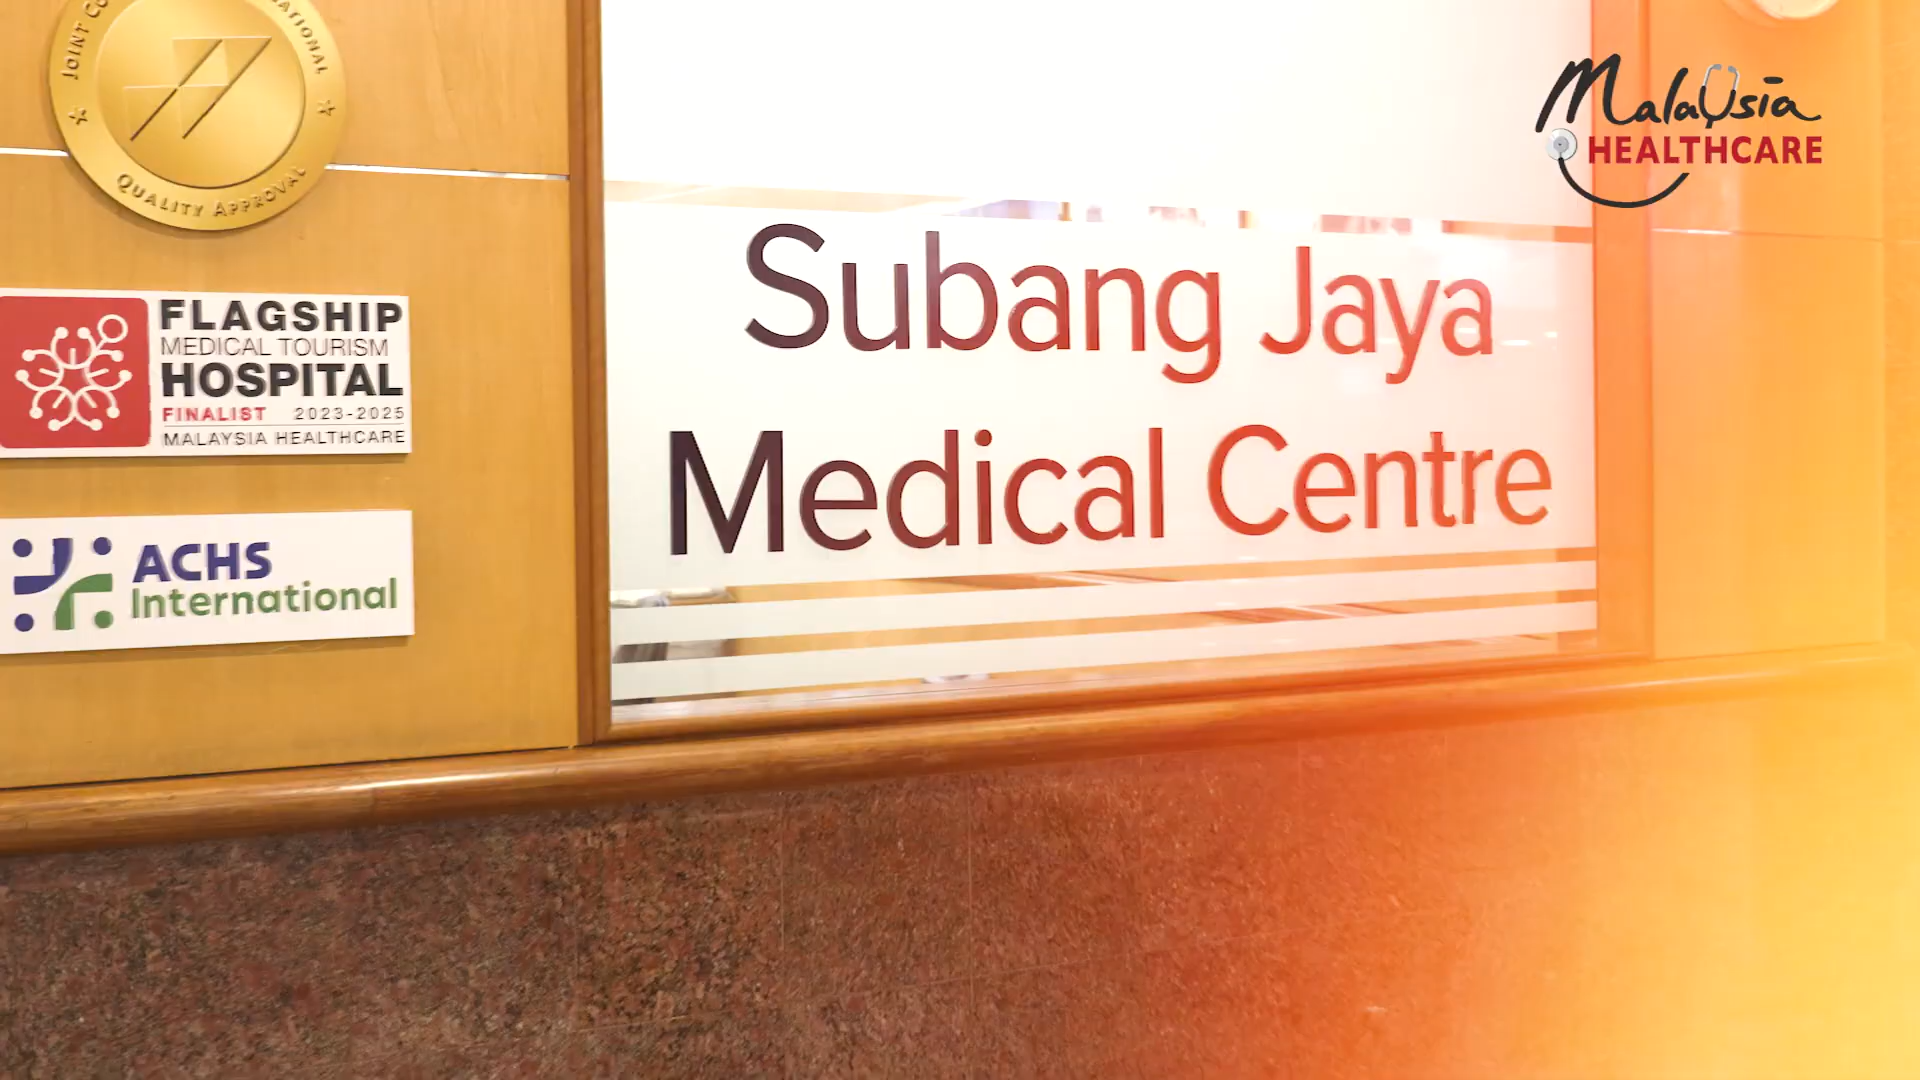 JOINT
QUALITY APPROVAL
FLAGSHIP
MEDICAL TOURISM
HOSPITAL
FINALIST 2023-2025
MALAYSIA HEALTHCARE
ACHS
International
Subang Jaya
Medical Centre
Malaysia
HEALTHCARE